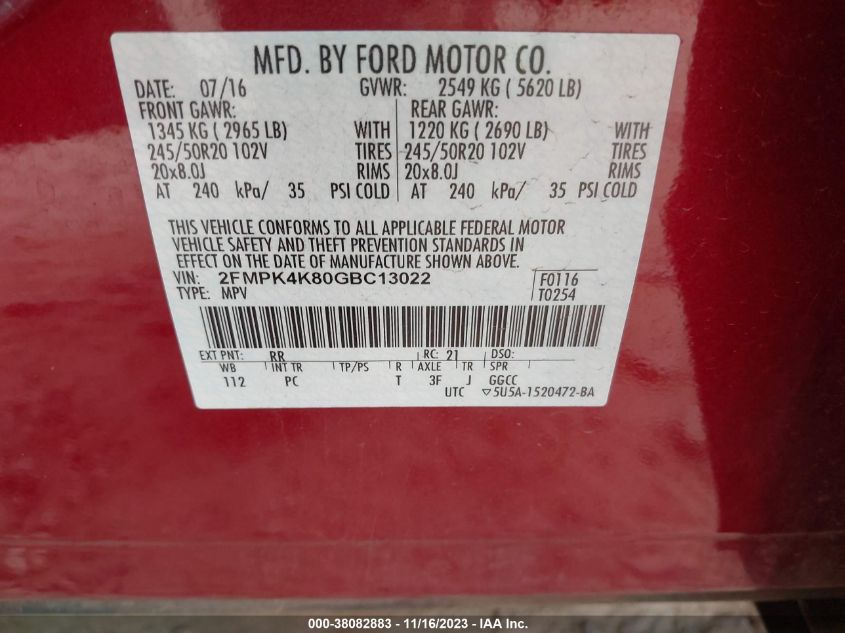 MFD. BY FORD MOTOR CO.
DATE: 07/16 GVWR: 2549 KG ( 5620 LB)
FRONT GAWR: REAR GAWR:
1345 KG ( 2965 LB) WITH 1220 KG ( 2690 LB) WITH
245/50R20 102V TIRES 245/50R20 102V TIRES
20x8.0J RIMS 20x8.0J RIMS
AT 240 kPa/ 35 PSI COLD AT 240 kPa/ 35 PSI COLD
THIS VEHICLE CONFORMS TO ALL APPLICABLE FEDERAL MOTOR
VEHICLE SAFETY AND THEFT PREVENTION STANDARDS IN
EFFECT ON THE DATE OF MANUFACTURE SHOWN ABOVE.
VIN: 2FMPK4K80GBC13022 F0116
TYPE: MPV T0254
EXT PNT: RR RC: 21 DSO:
WB INT TR TP/PS R AXLE TR SPR
112 PC T 3F J GGCC
UTC ▽5U5A-1520472-BA
000-38082883 - 11/16/2023 - IAAI.com. Copyright IAA, Inc.